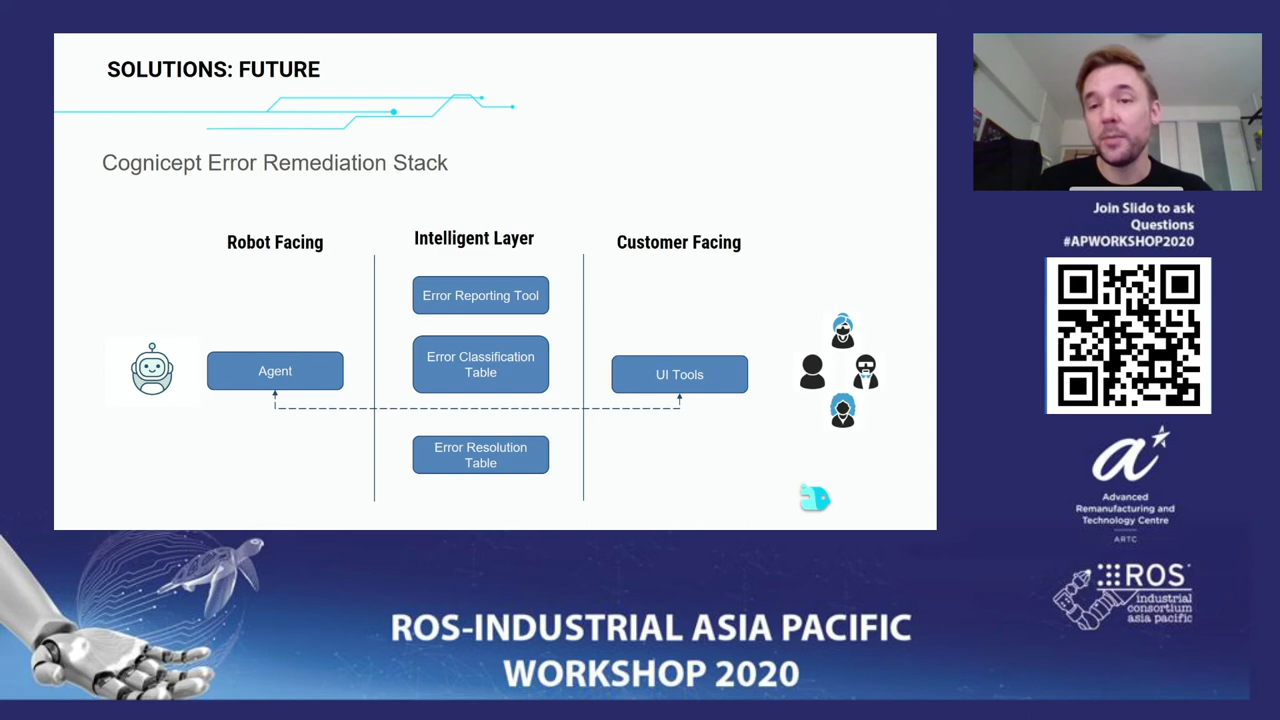 SOLUTIONS: FUTURE
Cognicept Error Remediation Stack
Robot Facing
Intelligent Layer
Customer Facing
Error Reporting Tool
Agent
Error Classification
Table
UI Tools
Error Resolution
Table
Join Slido to ask
Questions
#APWORKSHOP2020
a
Advanced
Remanufacturing and
Technology Centre
ARTC
ROS
industrial
consortium
asia pacific
ROS-INDUSTRIAL ASIA PACIFIC
WORKSHOP 2020